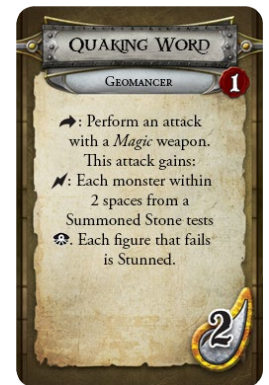 QUAKING WORD
GEOMANCER
1
: Perform an attack
with a Magic weapon.
This attack gains:
: Each monster within
2 spaces from a
Summoned Stone tests
. Each figure that fails
is Stunned.
2